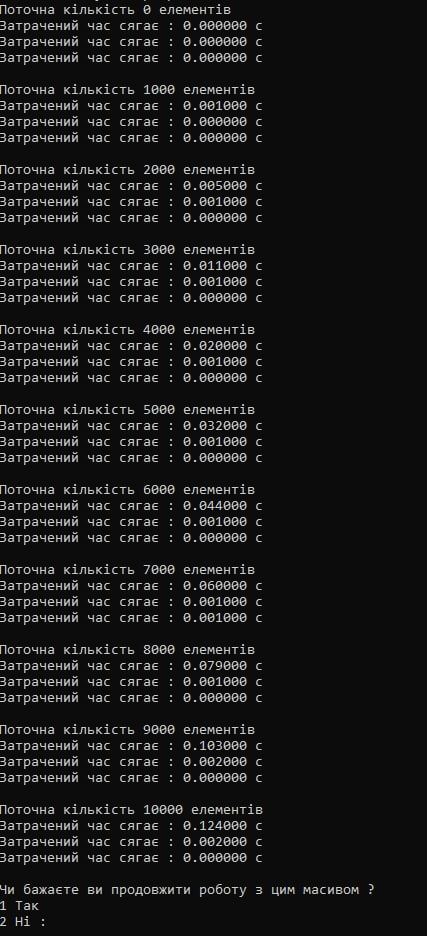 Поточна кількість 0 елементів
Затрачений час сягає : 0.000000 с
Затрачений час сягає : 0.000000 с
Затрачений час сягає : 0.000000 с
Поточна кількість 1000 елементів
Затрачений час сягає : 0.001000 с
Затрачений час сягає : 0.000000 с
Затрачений час сягає : 0.000000 с
Поточна кількість 2000 елементів
Затрачений час сягає : 0.005000 с
Затрачений час сягає : 0.001000 с
Затрачений час сягає : 0.000000 с
Поточна кількість 3000 елементів
Затрачений час сягає : 0.011000 с
Затрачений час сягає : 0.001000 с
Затрачений час сягає : 0.000000 с
Поточна кількість 4000 елементів
Затрачений час сягає : 0.020000 с
Затрачений час сягає : 0.001000 с
Затрачений час сягає : 0.000000 с
Поточна кількість 5000 елементів
Затрачений час сягає : 0.032000 с
Затрачений час сягає : 0.001000 с
Затрачений час сягає : 0.000000 с
Поточна кількість 6000 елементів
Затрачений час сягає : 0.044000 с
Затрачений час сягає : 0.001000 с
Затрачений час сягає : 0.000000 с
Поточна кількість 7000 елементів
Затрачений час сягає : 0.060000 с
Затрачений час сягає : 0.001000 с
Затрачений час сягає : 0.001000 с
Поточна кількість 8000 елементів
Затрачений час сягає : 0.079000 с
Затрачений час сягає : 0.001000 с
Затрачений час сягає : 0.000000 с
Поточна кількість 9000 елементів
Затрачений час сягає : 0.103000 с
Затрачений час сягає : 0.002000 с
Затрачений час сягає : 0.000000 с
Поточна кількість 10000 елементів
Затрачений час сягає : 0.124000 с
Затрачений час сягає : 0.002000 с
Затрачений час сягає : 0.000000 с
Чи бажаєте ви продовжити роботу з цим масивом ?
1 Так
2 Ні :